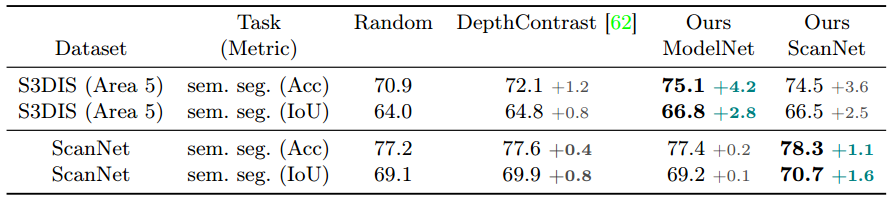 Task Random DepthContrast [62] Ours Ours
Dataset (Metric) ModelNet ScanNet
S3DIS (Area 5) sem. seg. (Acc) 70.9 72.1 +1.2 75.1 +4.2 74.5 +3.6
S3DIS (Area 5) sem. seg. (IoU) 64.0 64.8 +0.8 66.8 +2.8 66.5 +2.5
ScanNet sem. seg. (Acc) 77.2 77.6 +0.4 77.4 +0.2 78.3 +1.1
ScanNet sem. seg. (IoU) 69.1 69.9 +0.8 69.2 +0.1 70.7 +1.6